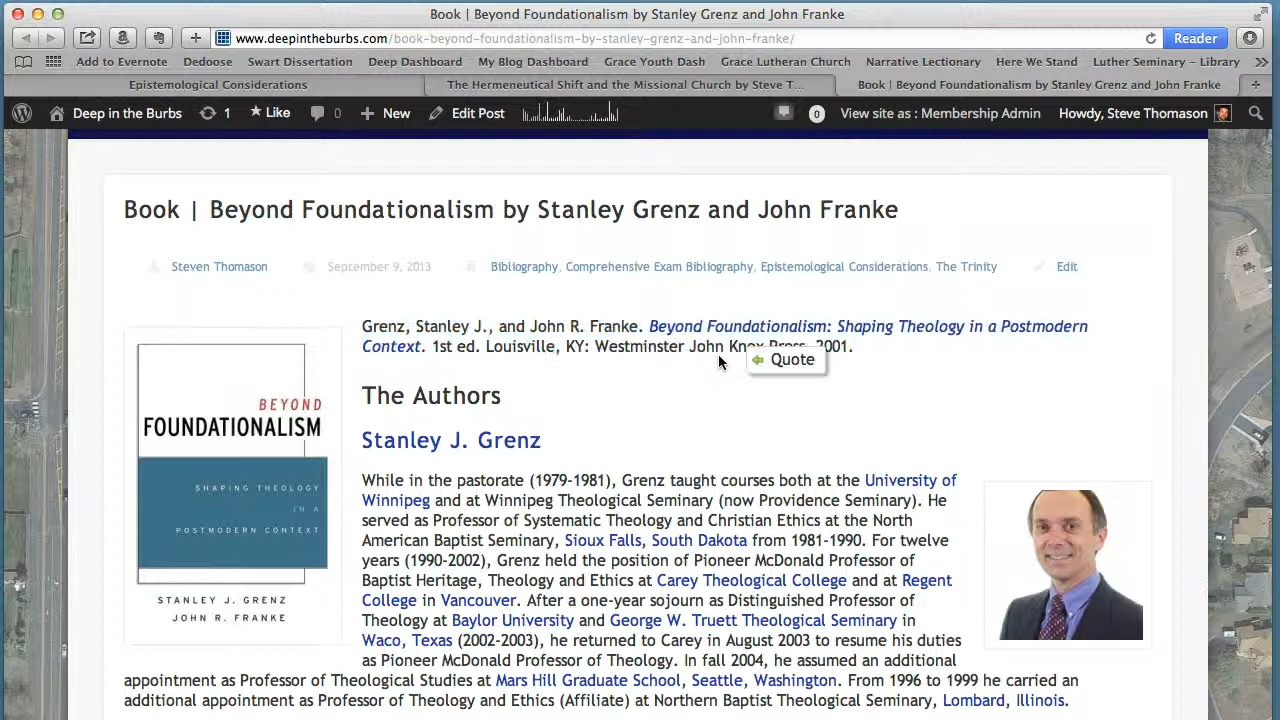 Book | Beyond Foundationalism by Stanley Grenz and John Franke
www.deepintheburbs.com/book-beyond-foundationalism-by-stanley-grenz-and-john-franke/
Reader
Add to Evernote Dedoose Swart Dissertation Deep Dashboard My Blog Dashboard Grace Youth Dash Grace Lutheran Church Narrative Lectionary Here We Stand Luther Seminary - Library
Epistemological Considerations The Hermeneutical Shift and the Missional Church by Steve T... Book | Beyond Foundationalism by Stanley Grenz and John Franke
Deep in the Burbs 1 Like 0 New Edit Post 0 View site as : Membership Admin Howdy, Steve Thomason
Book | Beyond Foundationalism by Stanley Grenz and John Franke
Steven Thomason September 9, 2013 Bibliography, Comprehensive Exam Bibliography, Epistemological Considerations, The Trinity Edit
Grenz, Stanley J., and John R. Franke. Beyond Foundationalism: Shaping Theology in a Postmodern
Context. 1st ed. Louisville, KY: Westminster John Knox Press, 2001.
Quote
The Authors
Stanley J. Grenz
BEYOND
FOUNDATIONALISM
SHAPING THEOLOGY
IN A
POSTMODERN CONTEXT
STANLEY J. GRENZ
JOHN R. FRANKE
While in the pastorate (1979-1981), Grenz taught courses both at the University of
Winnipeg and at Winnipeg Theological Seminary (now Providence Seminary). He
served as Professor of Systematic Theology and Christian Ethics at the North
American Baptist Seminary, Sioux Falls, South Dakota from 1981-1990. For twelve
years (1990-2002), Grenz held the position of Pioneer McDonald Professor of
Baptist Heritage, Theology and Ethics at Carey Theological College and at Regent
College in Vancouver. After a one-year sojourn as Distinguished Professor of
Theology at Baylor University and George W. Truett Theological Seminary in
Waco, Texas (2002-2003), he returned to Carey in August 2003 to resume his duties
as Pioneer McDonald Professor of Theology. In fall 2004, he assumed an additional
appointment as Professor of Theological Studies at Mars Hill Graduate School, Seattle, Washington. From 1996 to 1999 he carried an
additional appointment as Professor of Theology and Ethics (Affiliate) at Northern Baptist Theological Seminary, Lombard, Illinois.